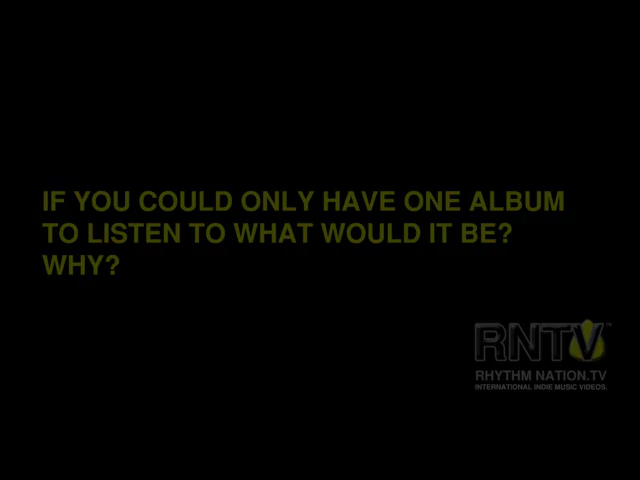 IF YOU COULD ONLY HAVE ONE ALBUM
TO LISTEN TO WHAT WOULD IT BE?
WHY?
RNTV™
RHYTHM NATION.TV
INTERNATIONAL INDIE MUSIC VIDEOS.